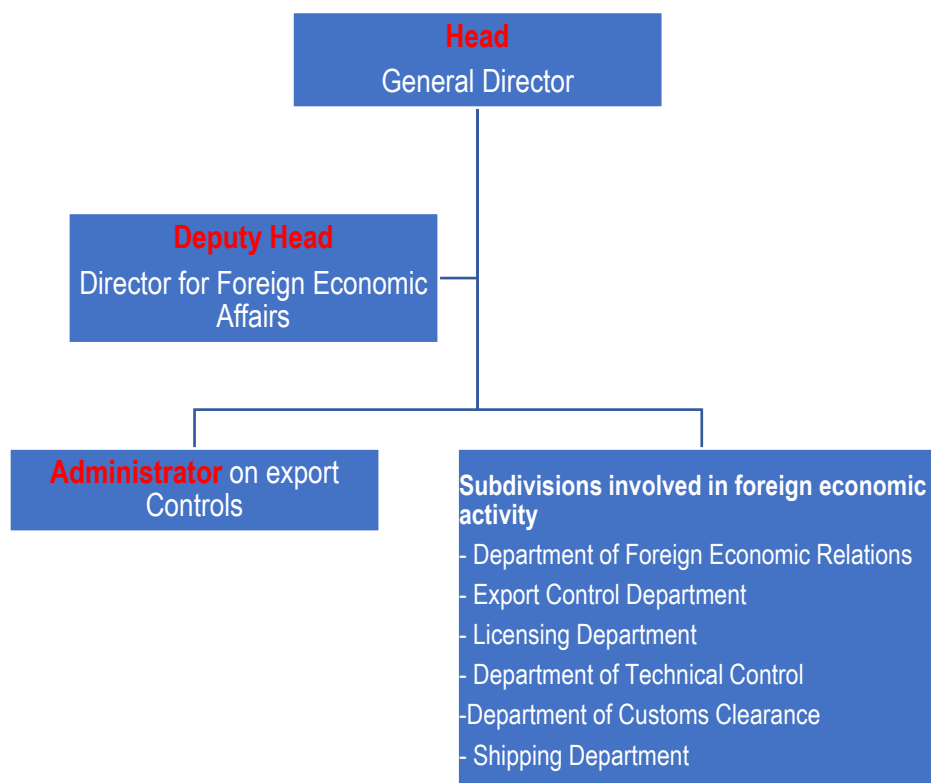 Head
General Director
Deputy Head
Director for Foreign Economic
Affairs
Administrator on export
Controls
Subdivisions involved in foreign economic
activity
- Department of Foreign Economic Relations
- Export Control Department
- Licensing Department
- Department of Technical Control
-Department of Customs Clearance
- Shipping Department